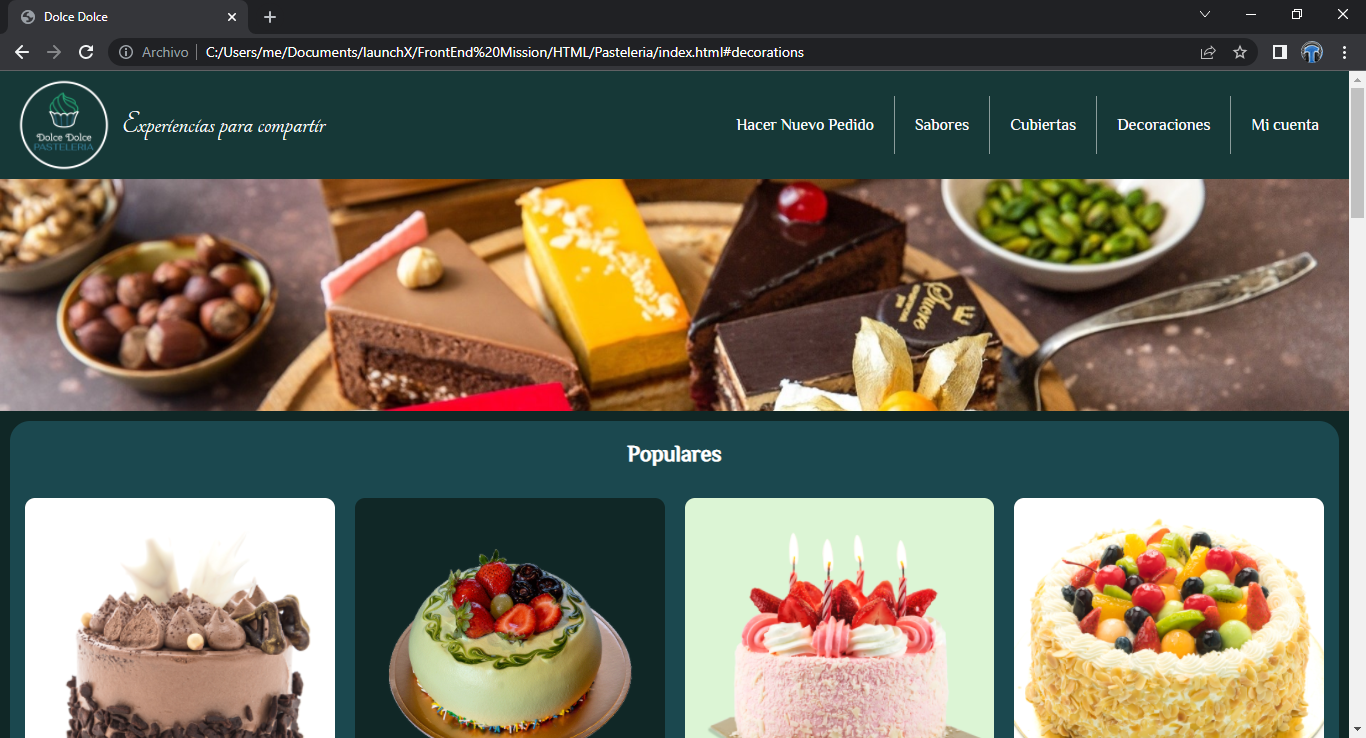 Dolce Dolce
Archivo
C:/Users/me/Documents/launchX/FrontEnd%20Mission/HTML/Pasteleria/index.html#decorations
Dolce Dolce
PASTELERIA
Experiencias para compartir
Hacer Nuevo Pedido
Sabores
Cubiertas
Decoraciones
Mi cuenta
Populares